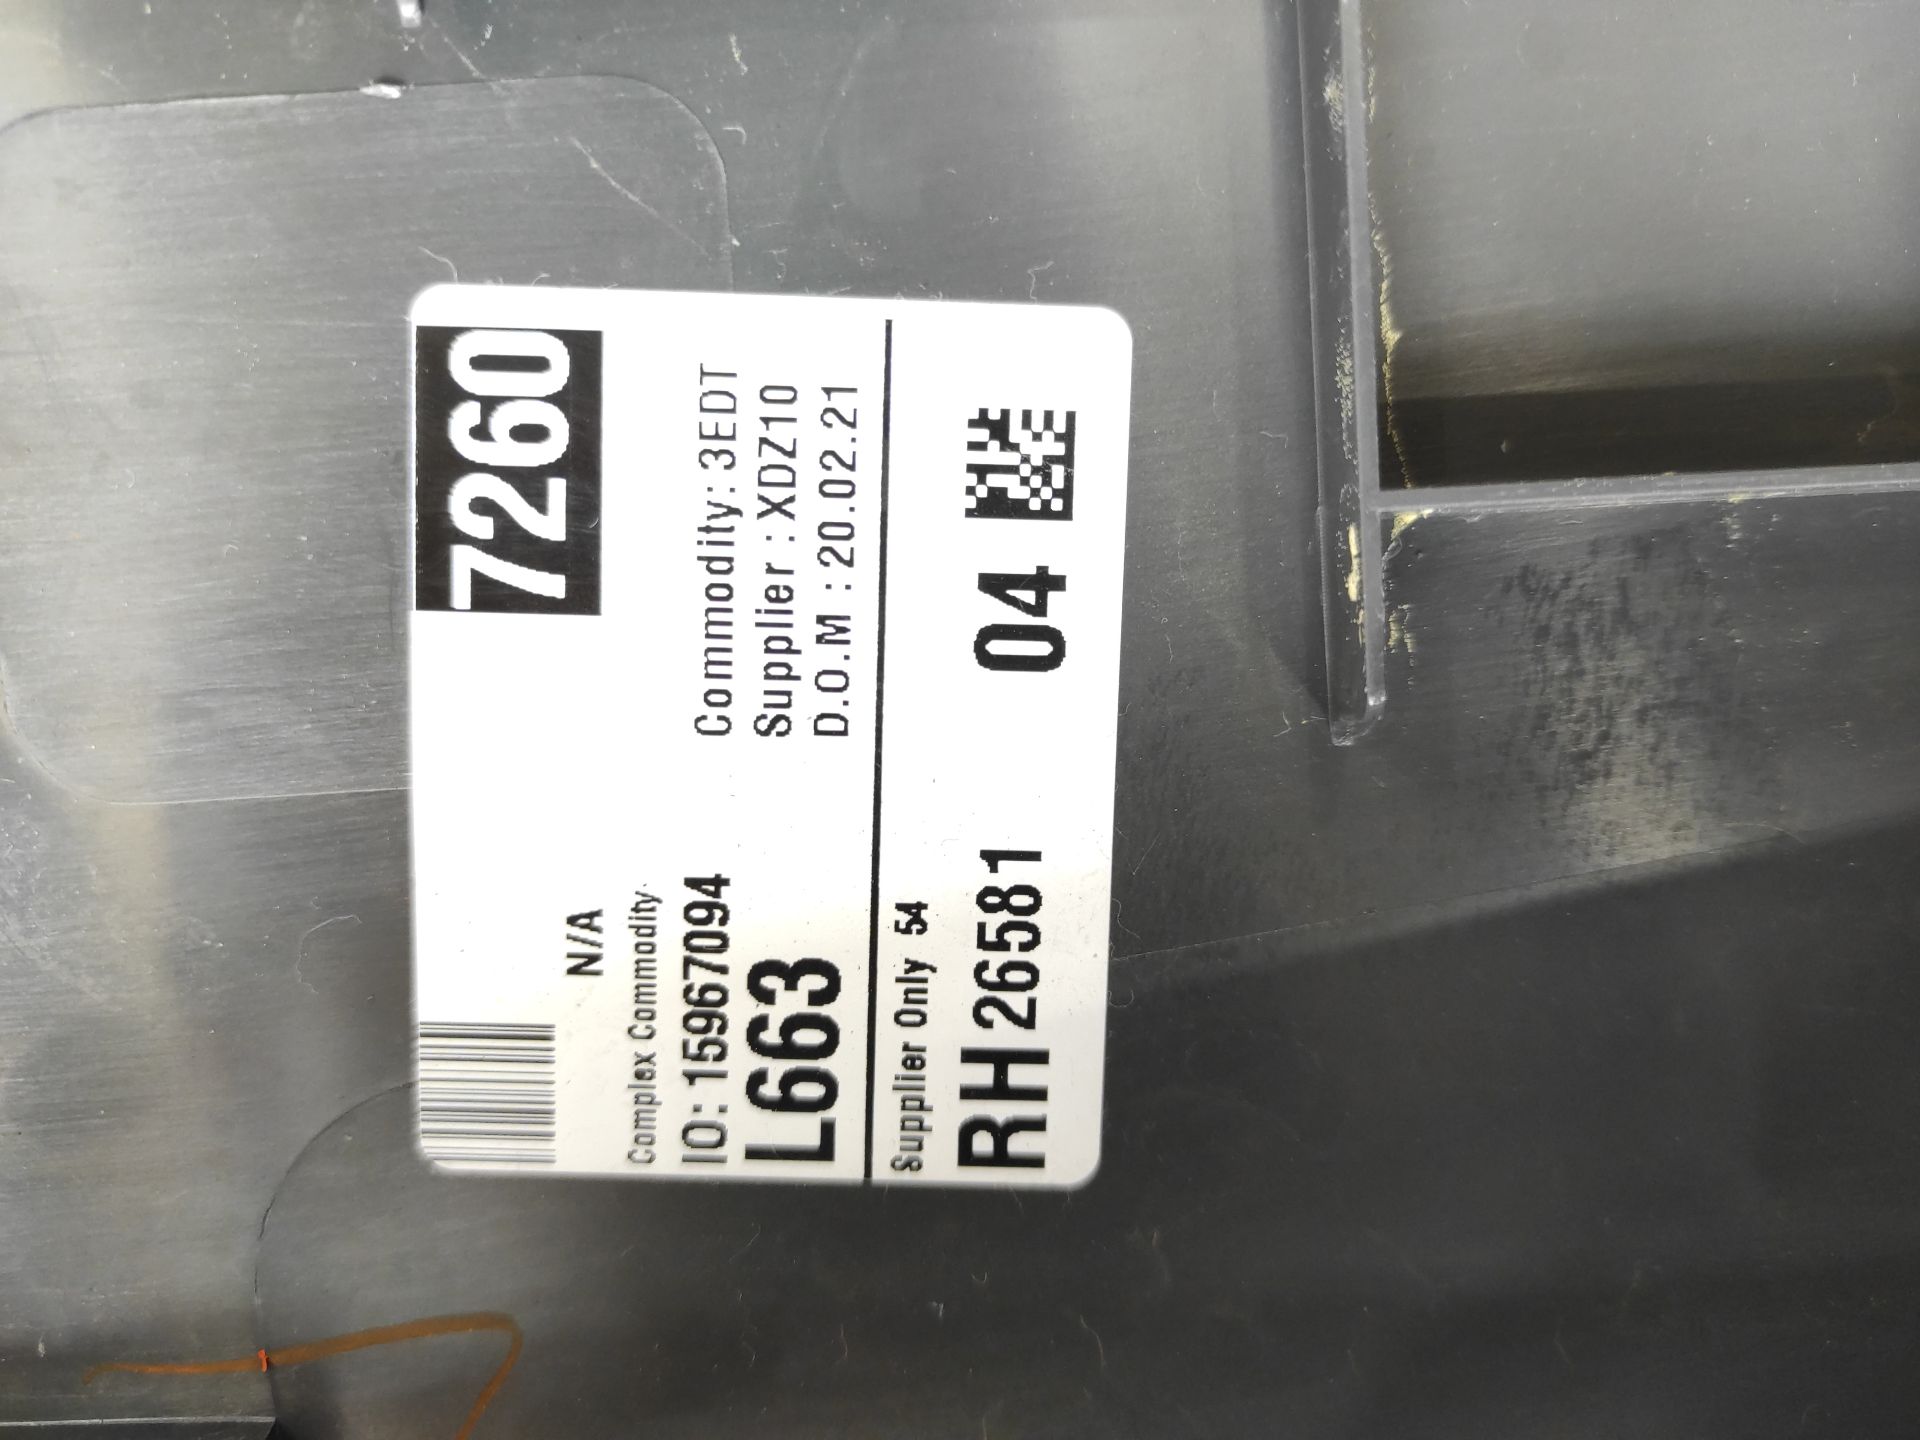 7260
N/A
Complex Commodity
IO: 15967094
L663
Commodity: 3EDT
Supplier : XDZ10
D.O.M : 20.02.21
Supplier Only 54
RH 26581 04